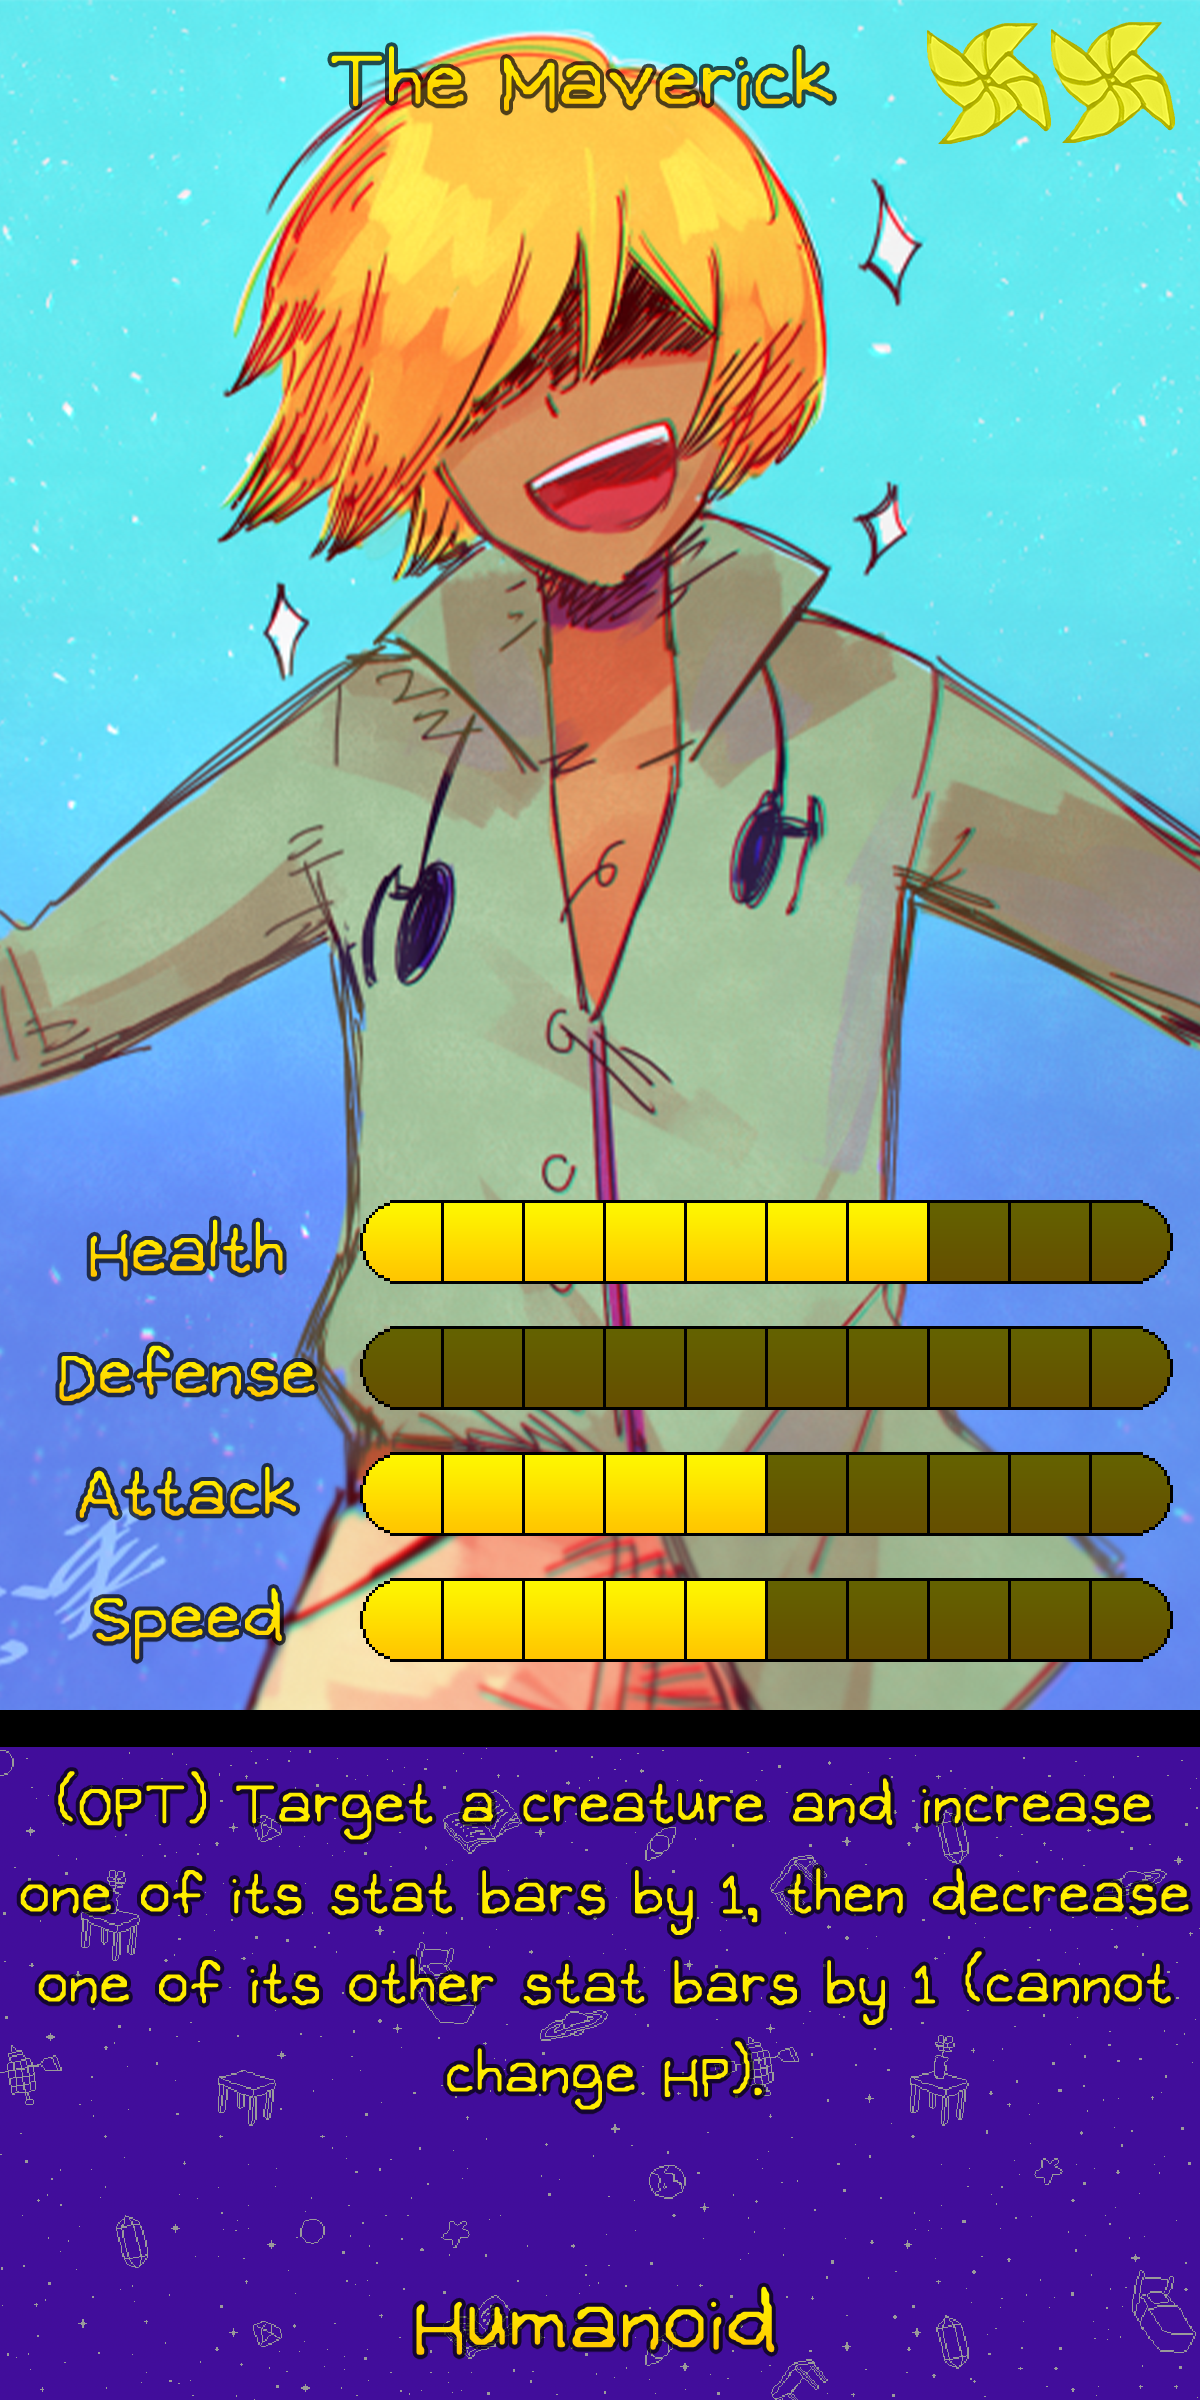 The Maverick
Health
Defense
Attack
Speed
(OPT) Target a creature and increase
one of its stat bars by 1, then decrease
one of its other stat bars by 1 (cannot
change HP).
Humanoid